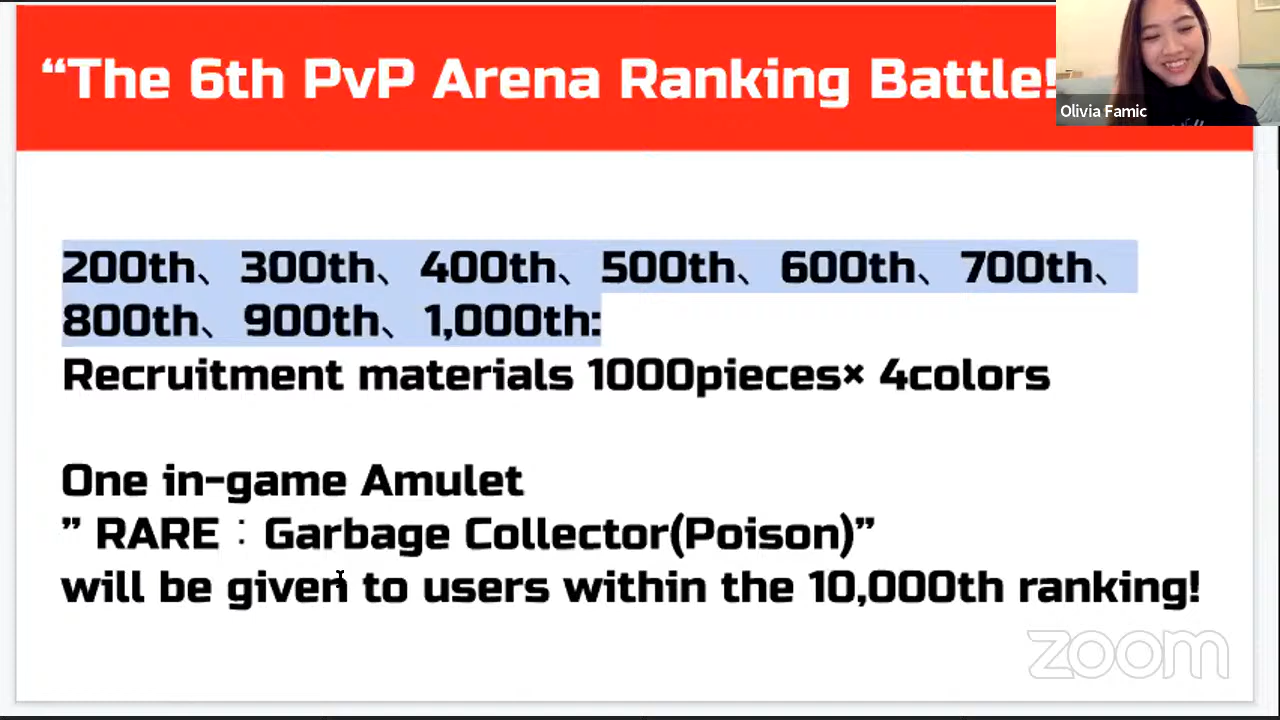 “The 6th PvP Arena Ranking Battle!
Olivia Famic
200th、300th、400th、500th、600th、700th、
800th、900th、1,000th:
Recruitment materials 1000pieces× 4colors
One in-game Amulet
” RARE：Garbage Collector(Poison)”
will be given to users within the 10,000th ranking!
zoom